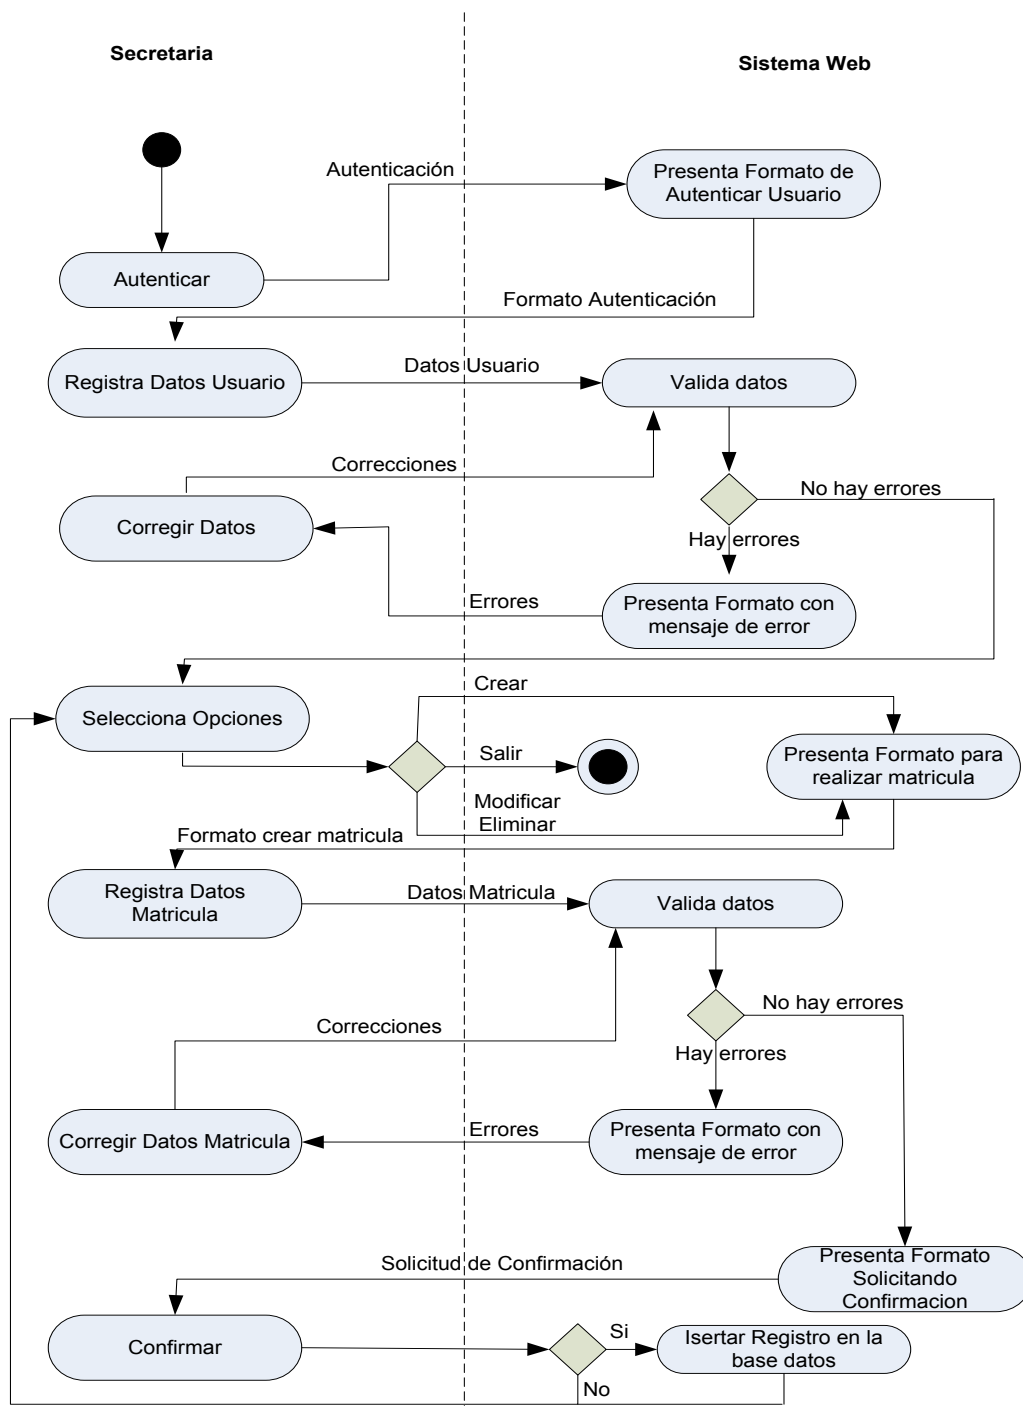 Secretaria
Sistema Web
Autenticación
Presenta Formato de
Autenticar Usuario
Autenticar
Formato Autenticación
Registra Datos Usuario
Datos Usuario
Valida datos
Correcciones
No hay errores
Corregir Datos
Hay errores
Errores
Presenta Formato con
mensaje de error
Crear
Selecciona Opciones
Salir
Presenta Formato para
realizar matricula
Modificar
Eliminar
Formato crear matricula
Registra Datos
Matricula
Datos Matricula
Valida datos
No hay errores
Correcciones
Hay errores
Corregir Datos Matricula
Errores
Presenta Formato con
mensaje de error
Solicitud de Confirmación
Presenta Formato
Solicitando
Confirmacion
Confirmar
Si
Isertar Registro en la
base datos
No